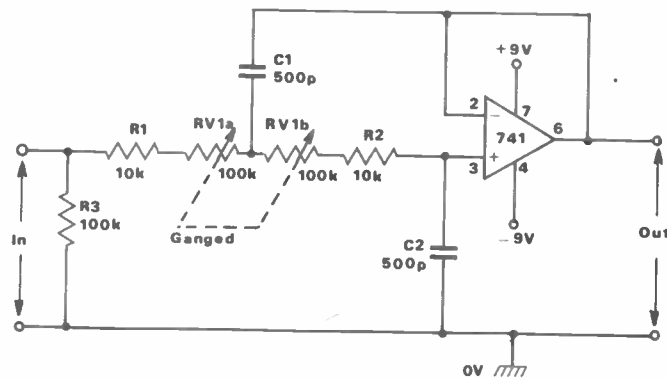 C1
500p
+9V
R1
RV1a
RV1b
R2
2
7
-
741
6
+
3
4
10k
100k
100k
10k
R3
100k
Ganged
In
C2
500p
-9V
Out
0V